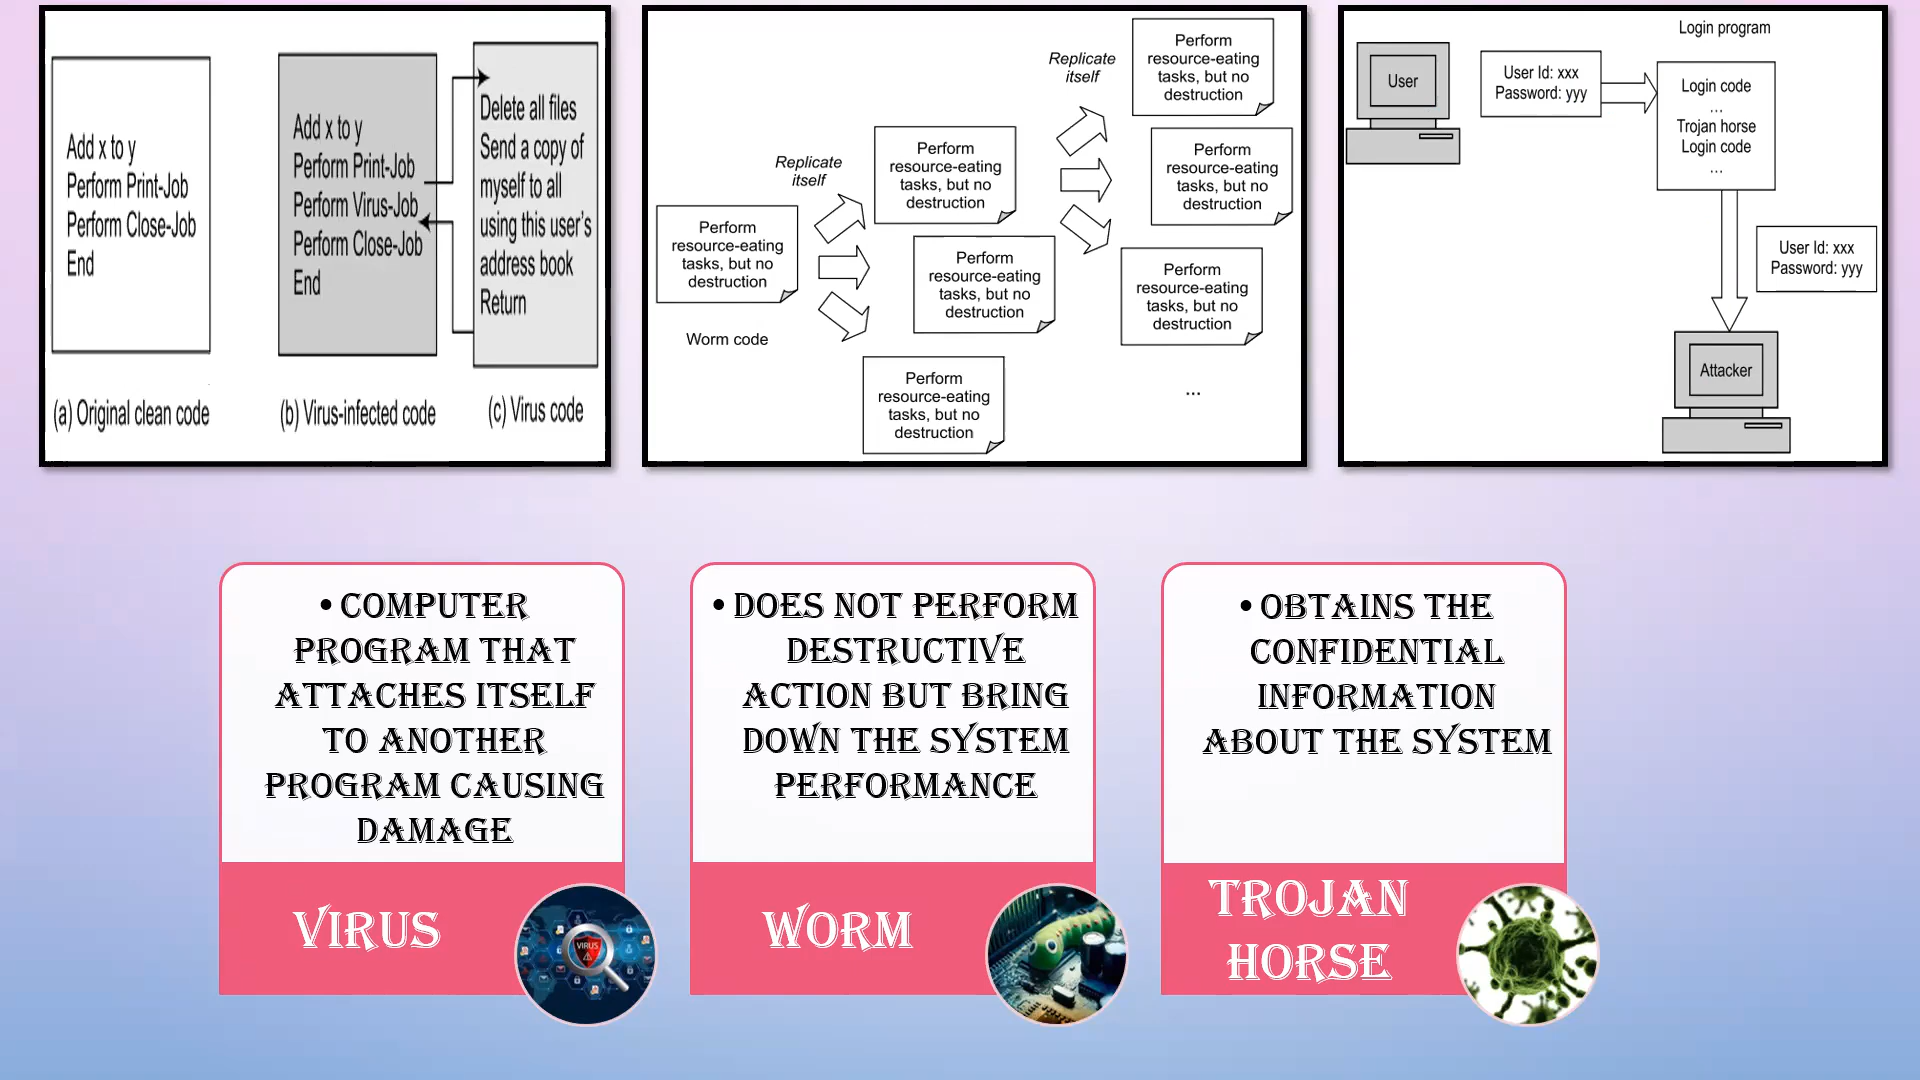 Add x to y
Perform Print-Job
Perform Close-Job
End
(a) Original clean code
Add x to y
Perform Print-Job
Perform Virus-Job
Perform Close-Job
End
(b) Virus-infected code
Delete all files
Send a copy of
myself to all
using this user's
address book
Return
(c) Virus code
Perform
resource-eating
tasks, but no
destruction
Worm code
Replicate
itself
Perform
resource-eating
tasks, but no
destruction
Perform
resource-eating
tasks, but no
destruction
Perform
resource-eating
tasks, but no
destruction
Replicate
itself
Perform
resource-eating
tasks, but no
destruction
Perform
resource-eating
tasks, but no
destruction
Perform
resource-eating
tasks, but no
destruction
...
Login program
User
User Id: xxx
Password: yyy
Login code
...
Trojan horse
Login code
...
User Id: xxx
Password: yyy
Attacker
• COMPUTER
PROGRAM THAT
ATTACHES ITSELF
TO ANOTHER
PROGRAM CAUSING
DAMAGE
VIRUS
VIRUS
• DOES NOT PERFORM
DESTRUCTIVE
ACTION BUT BRING
DOWN THE SYSTEM
PERFORMANCE
WORM
• OBTAINS THE
CONFIDENTIAL
INFORMATION
ABOUT THE SYSTEM
TROJAN
HORSE